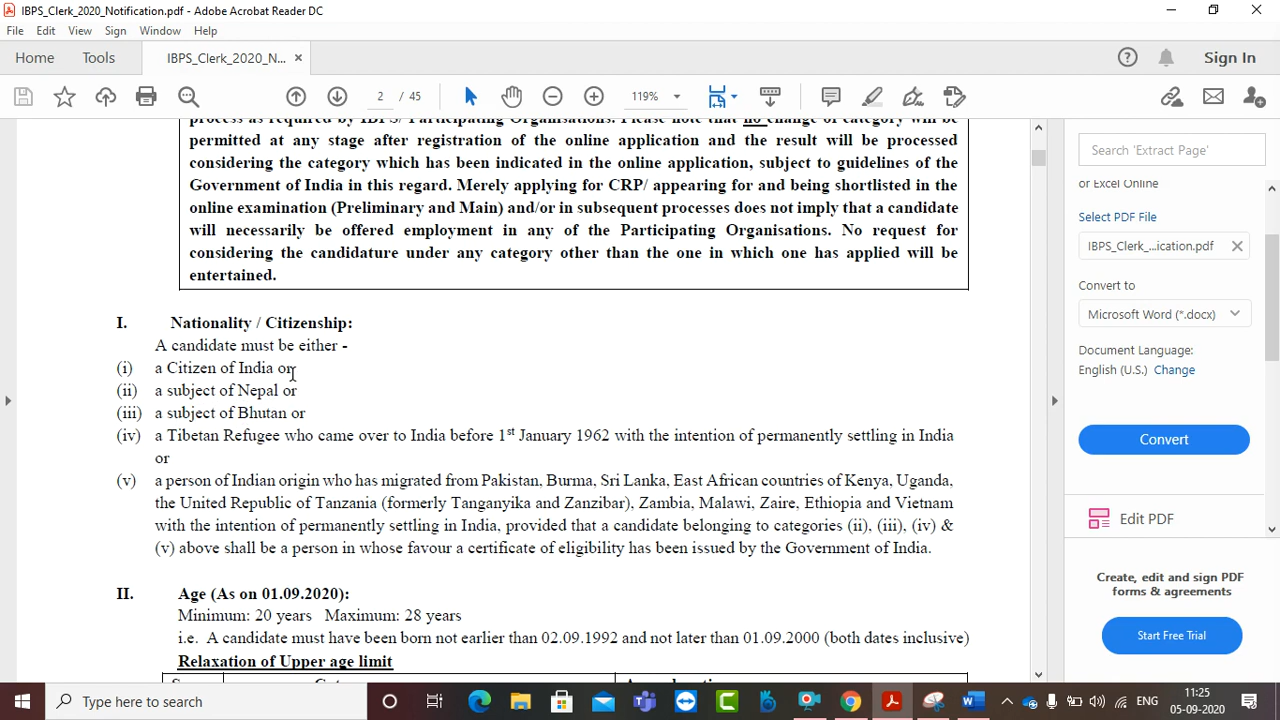 IBPS_Clerk_2020_Notification.pdf - Adobe Acrobat Reader DC
File Edit View Sign Window Help
Home Tools IBPS_Clerk_2020_N... × Sign In
2 / 45 119%
process as required by IBPS/ Participating Organisations. Please note that no change of category will be
permitted at any stage after registration of the online application and the result will be processed
considering the category which has been indicated in the online application, subject to guidelines of the
Government of India in this regard. Merely applying for CRP/ appearing for and being shortlisted in the
online examination (Preliminary and Main) and/or in subsequent processes does not imply that a candidate
will necessarily be offered employment in any of the Participating Organisations. No request for
considering the candidature under any category other than the one in which one has applied will be
entertained.
I. Nationality / Citizenship:
A candidate must be either -
(i) a Citizen of India or
(ii) a subject of Nepal or
(iii) a subject of Bhutan or
(iv) a Tibetan Refugee who came over to India before 1st January 1962 with the intention of permanently settling in India
or
(v) a person of Indian origin who has migrated from Pakistan, Burma, Sri Lanka, East African countries of Kenya, Uganda,
the United Republic of Tanzania (formerly Tanganyika and Zanzibar), Zambia, Malawi, Zaire, Ethiopia and Vietnam
with the intention of permanently settling in India, provided that a candidate belonging to categories (ii), (iii), (iv) &
(v) above shall be a person in whose favour a certificate of eligibility has been issued by the Government of India.
II. Age (As on 01.09.2020):
Minimum: 20 years Maximum: 28 years
i.e. A candidate must have been born not earlier than 02.09.1992 and not later than 01.09.2000 (both dates inclusive)
Relaxation of Upper age limit
Search 'Extract Page'
or Excel Online
Select PDF File
IBPS_Clerk_...ication.pdf
Convert to
Microsoft Word (*.docx)
Document Language:
English (U.S.) Change
Convert
Edit PDF
Create, edit and sign PDF
forms & agreements
Start Free Trial
Type here to search
ENG
11:25
05-09-2020